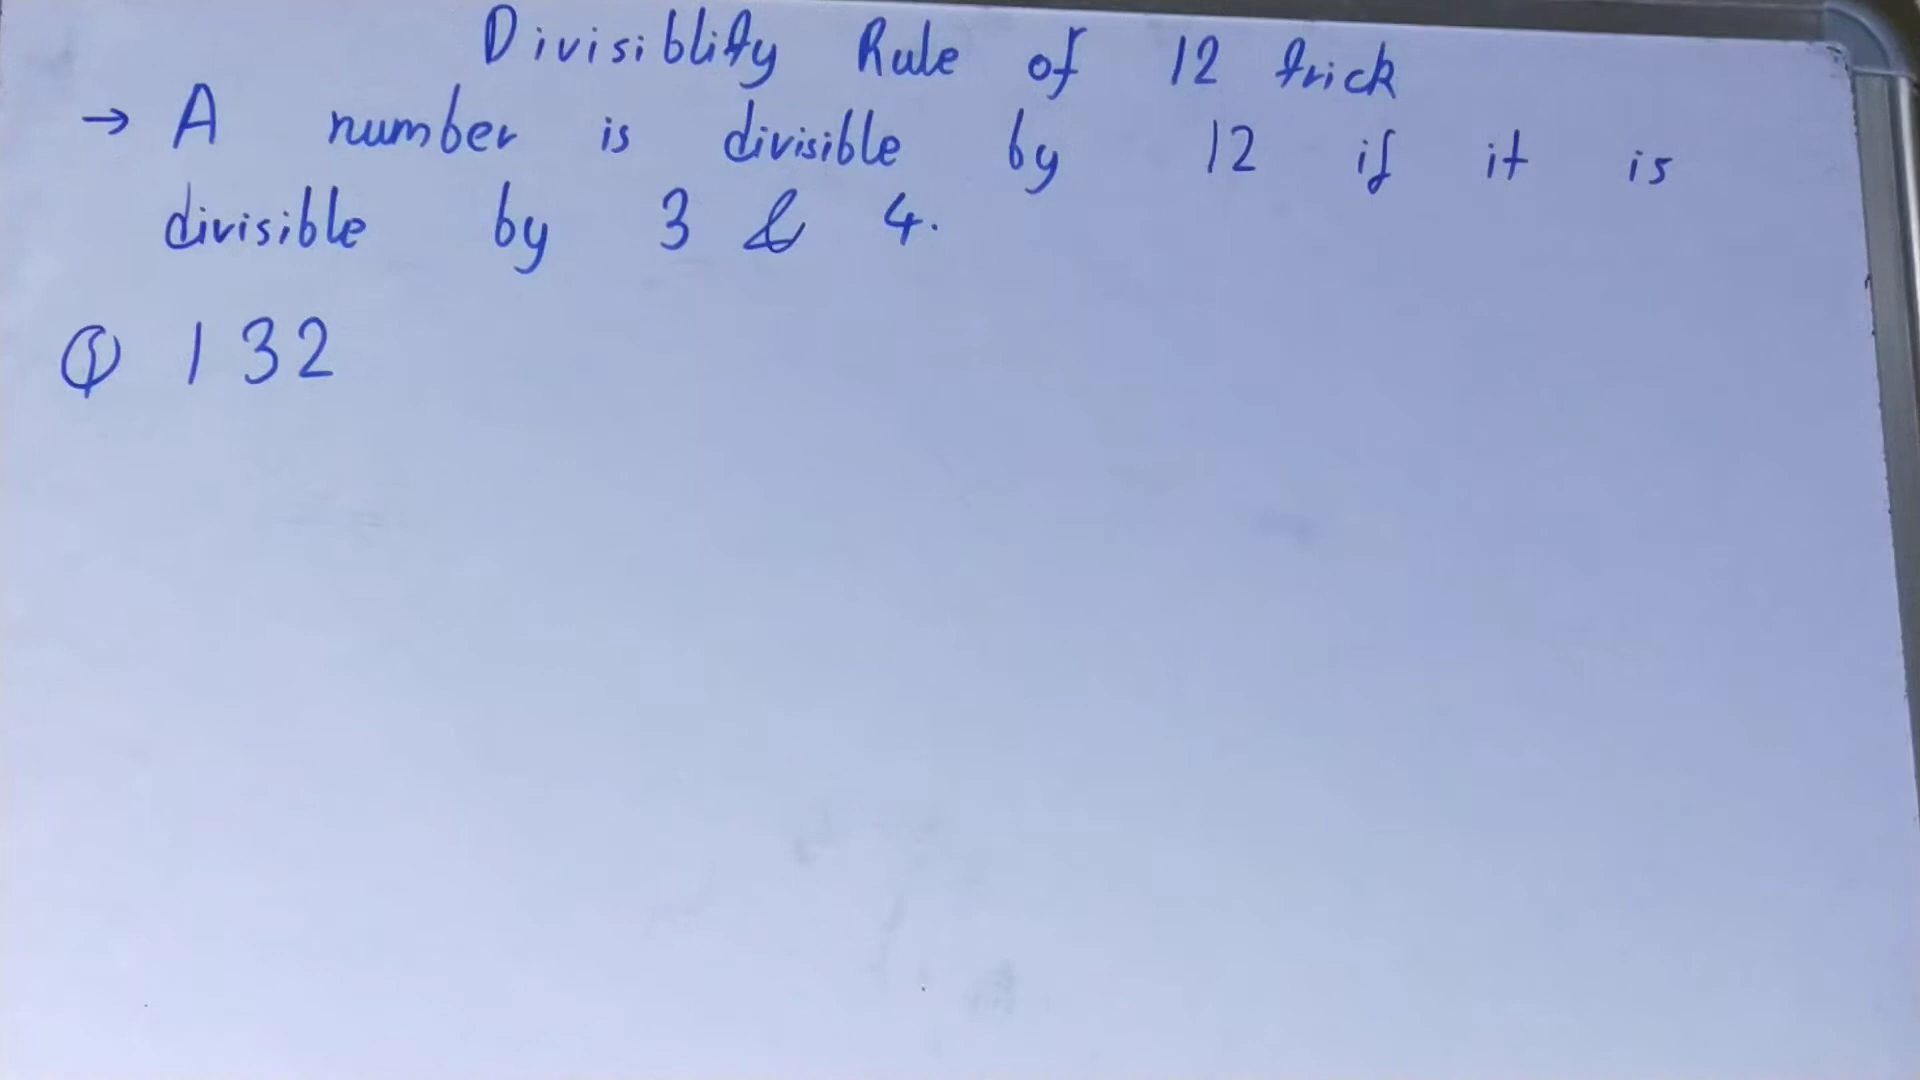 Divisiblity Rule of 12 trick
→ A number is divisible by 12 if it is
divisible by 3 & 4.
Q 132